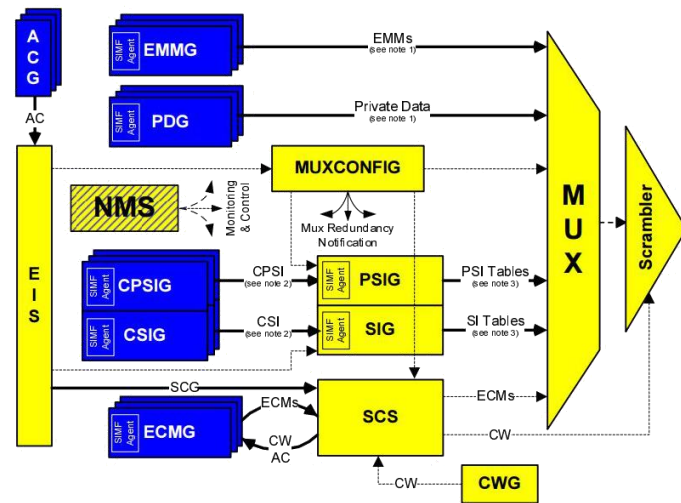 ACG
SIMF Agent
EMMG
EMMs
(see note 1)
SIMF Agent
PDG
Private Data
(see note 1)
AC
MUXCONFIG
NMS
Monitoring & Control
Mux Redundancy
Notification
MUX
Scrambler
EIS
SIMF Agent
CPSIG
CPSI
(see note 2)
SIMF Agent
PSIG
PSI Tables
(see note 3)
SIMF Agent
CSIG
CSI
(see note 2)
SIMF Agent
SIG
SI Tables
(see note 3)
SCG
SIMF Agent
ECMG
ECMs
CW
AC
SCS
ECMs
CW
CW
CWG